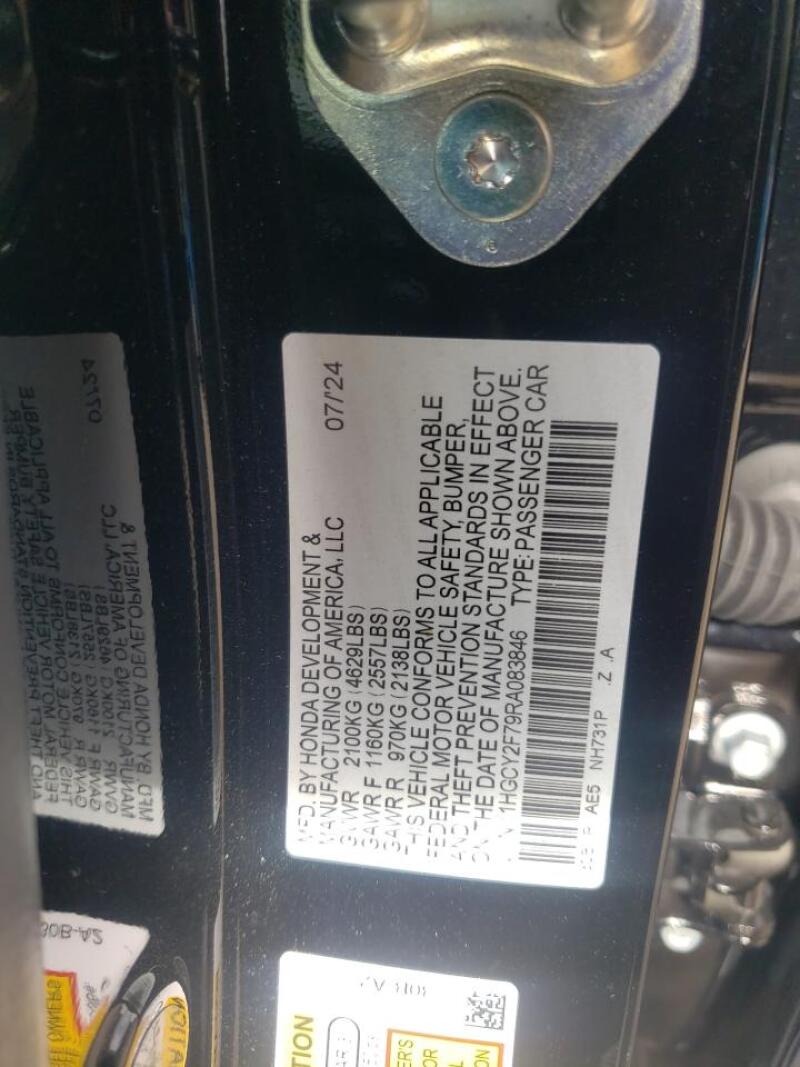 MFD. BY HONDA DEVELOPMENT &
MANUFACTURING OF AMERICA, LLC 07/'24
GVWR 2100KG (4629LBS)
GAWR F 1160KG (2557LBS)
GAWR R 970KG (2138LBS)
THIS VEHICLE CONFORMS TO ALL APPLICABLE
FEDERAL MOTOR VEHICLE SAFETY, BUMPER,
AND THEFT PREVENTION STANDARDS IN EFFECT
ON THE DATE OF MANUFACTURE SHOWN ABOVE.
1HGCY2F79RA083846 TYPE: PASSENGER CAR
AE5 NH731P .Z .A